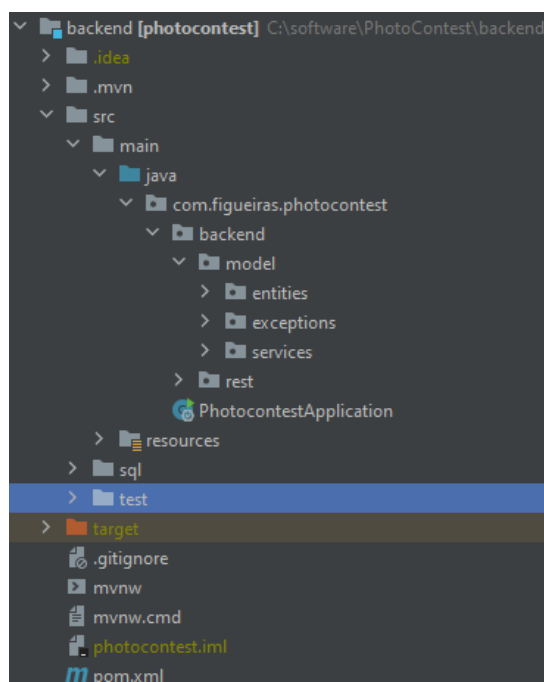 backend [photocontest] C:\software\PhotoContest\backend
.idea
.mvn
src
main
java
com.figueiras.photocontest
backend
model
entities
exceptions
services
rest
PhotocontestApplication
resources
sql
test
target
.gitignore
mvnw
mvnw.cmd
photocontest.iml
pom.xml